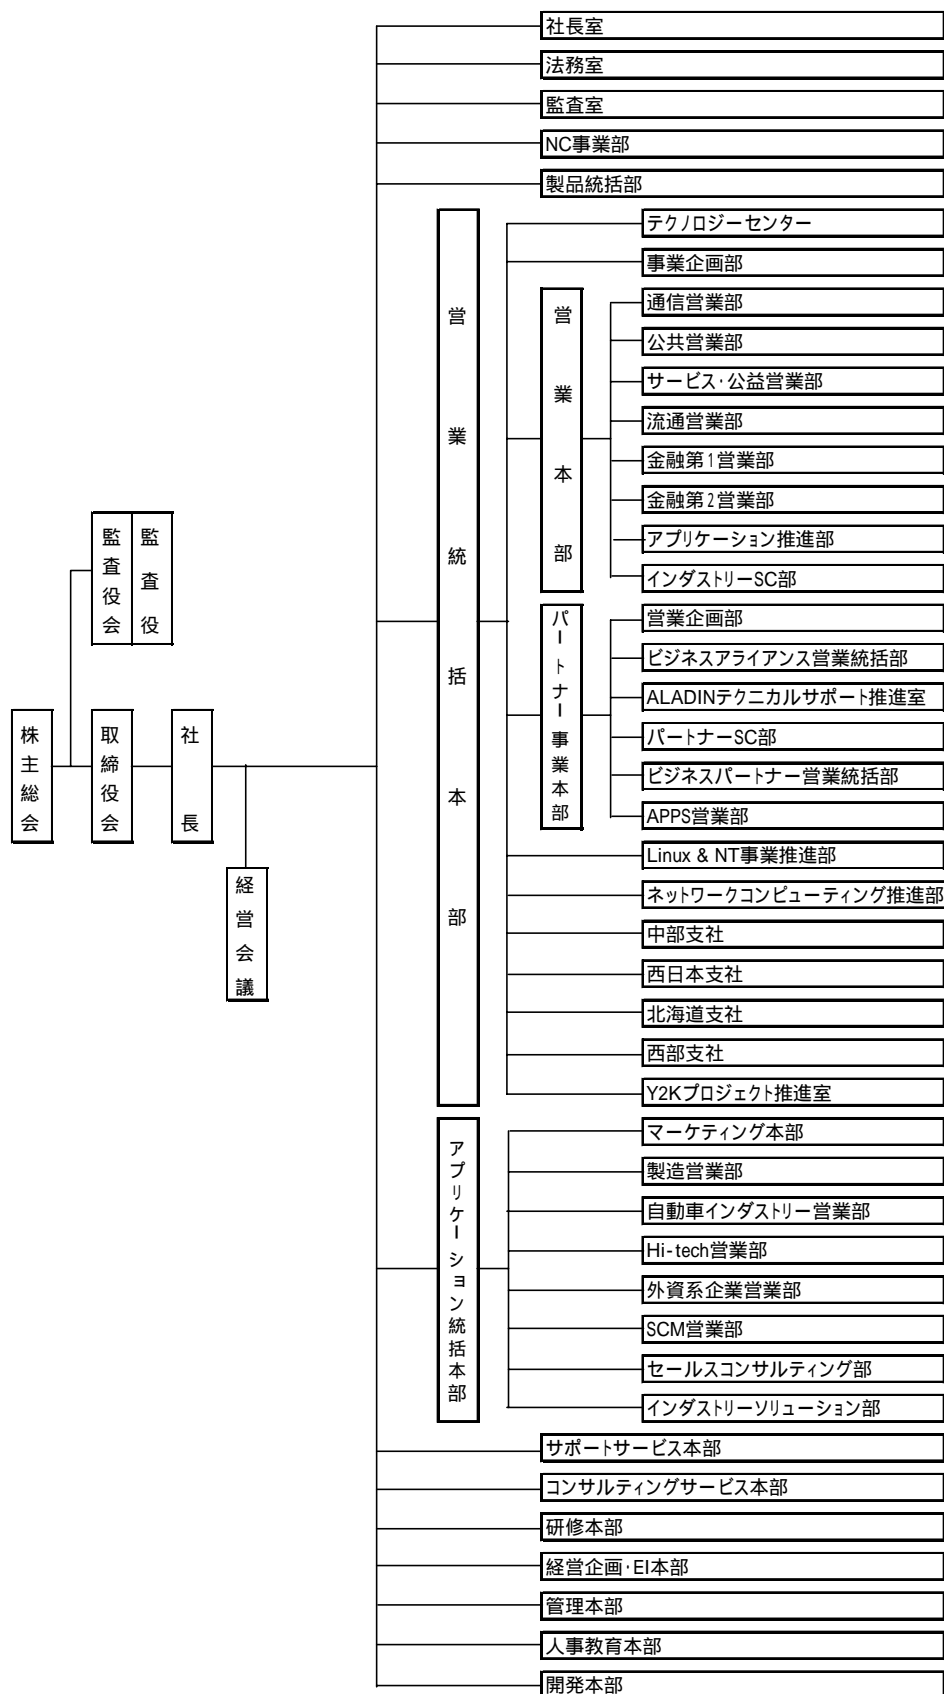 社長室
法務室
監査室
NC事業部
製品統括部
営業統括本部
テクノロジーセンター
事業企画部
営業本部
通信営業部
公共営業部
サービス･公益営業部
流通営業部
金融第1営業部
金融第2営業部
アプリケーション推進部
インダストリーSC部
パートナー事業本部
営業企画部
ビジネスアライアンス営業統括部
ALADINテクニカルサポート推進室
パートナーSC部
ビジネスパートナー営業統括部
APPS営業部
Linux & NT事業推進部
ネットワークコンピューティング推進部
中部支社
西日本支社
北海道支社
西部支社
Y2Kプロジェクト推進室
監査役会
監査役
株主総会
取締役会
社長
経営会議
アプリケーション統括本部
マーケティング本部
製造営業部
自動車インダストリー営業部
Hi-tech営業部
外資系企業営業部
SCM営業部
セールスコンサルティング部
インダストリーソリューション部
サポートサービス本部
コンサルティングサービス本部
研修本部
経営企画･EI本部
管理本部
人事教育本部
開発本部